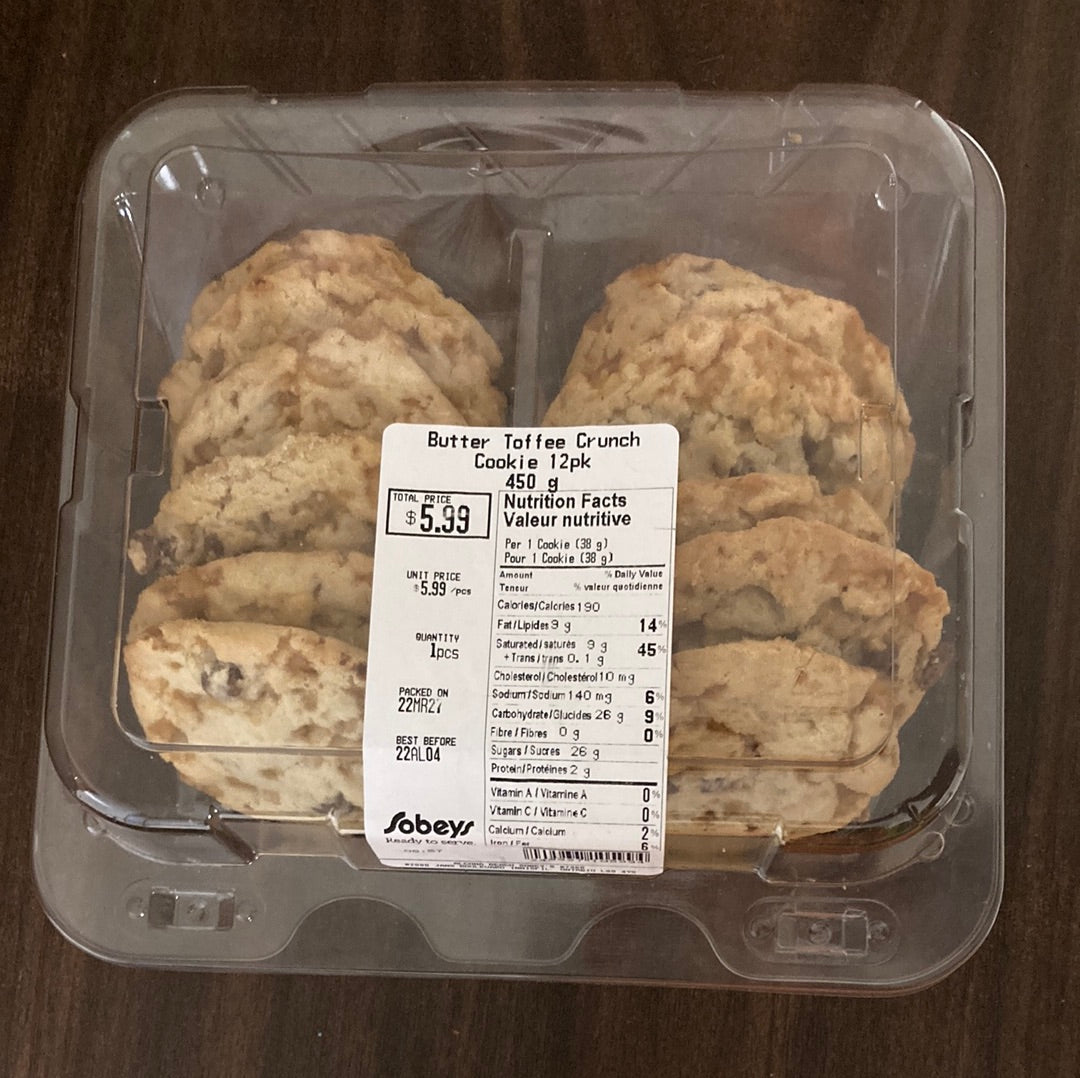 Butter Toffee Crunch
Cookie 12pk
450 g
TOTAL PRICE
$5.99
UNIT PRICE
$5.99 /pcs
QUANTITY
1pcs
PACKED ON
22MR27
BEST BEFORE
22AL04
Sobeys
Ready to serve.
Nutrition Facts
Valeur nutritive
Per 1 Cookie (38 g)
Pour 1 Cookie (38 g)
Amount % Daily Value
Teneur % valeur quotidienne
Calories/Calories 190
Fat/Lipides 9 g 14%
Saturated/saturés 9 g 45%
+ Trans/trans 0.1 g
Cholesterol/Cholestérol 10 mg
Sodium/Sodium 140 mg 6%
Carbohydrate/Glucides 26 g 9%
Fibre/Fibres 0 g 0%
Sugars/Sucres 26 g
Protein/Protéines 2 g
Vitamin A / Vitamine A 0%
Vitamin C / Vitamine C 0%
Calcium / Calcium 2%
Iron / Fer 6%